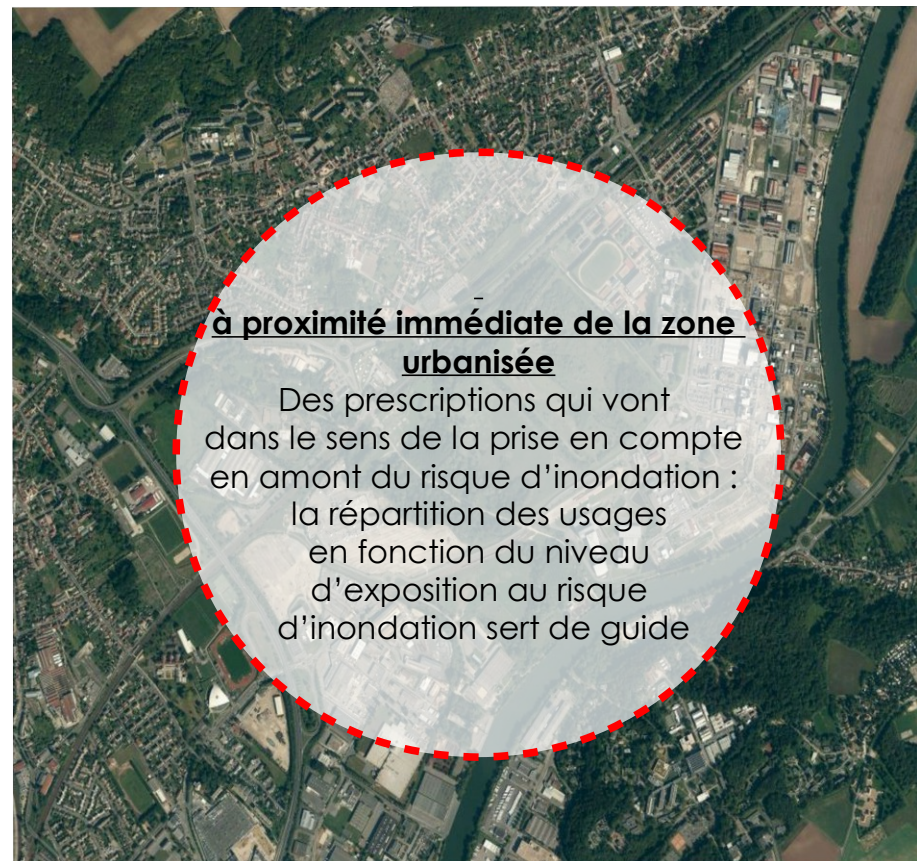 à proximité immédiate de la zone
urbanisée
Des prescriptions qui vont
dans le sens de la prise en compte
en amont du risque d’inondation :
la répartition des usages
en fonction du niveau
d’exposition au risque
d’inondation sert de guide